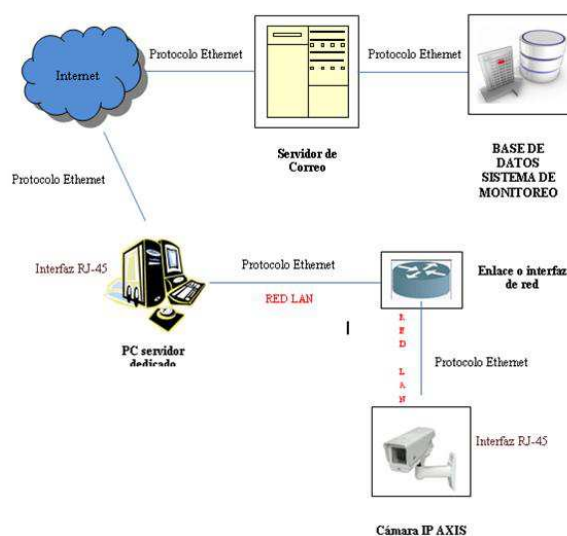 Protocolo Ethernet
Protocolo Ethernet
Internet
Servidor de
Correo
BASE DE
DATOS
SISTEMA DE
MONITOREO
Protocolo Ethernet
Interfaz RJ-45
Protocolo Ethernet
RED LAN
Enlace o interfaz
de red
PC servidor
dedicado
RED LAN
Protocolo Ethernet
Interfaz RJ-45
Cámara IP AXIS